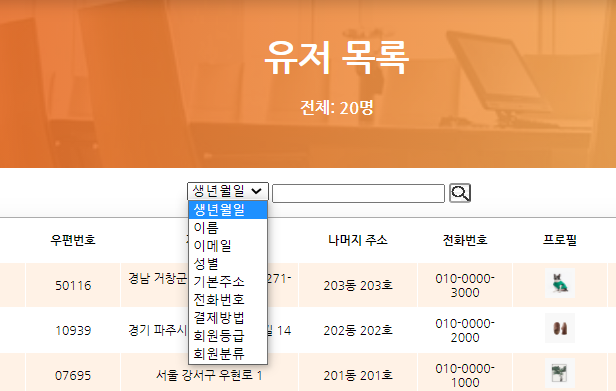 유저 목록
전체: 20명
생년월일
생년월일
이름
이메일
성별
기본주소
전화번호
결제방법
회원등급
회원분류
우편번호 나머지 주소 전화번호 프로필
50116 경남 거창군 271- 203동 203호 010-0000-
3000
10939 경기 파주시 길 14 202동 202호 010-0000-
2000
07695 서울 강서구 우현로 1 201동 201호 010-0000-
1000